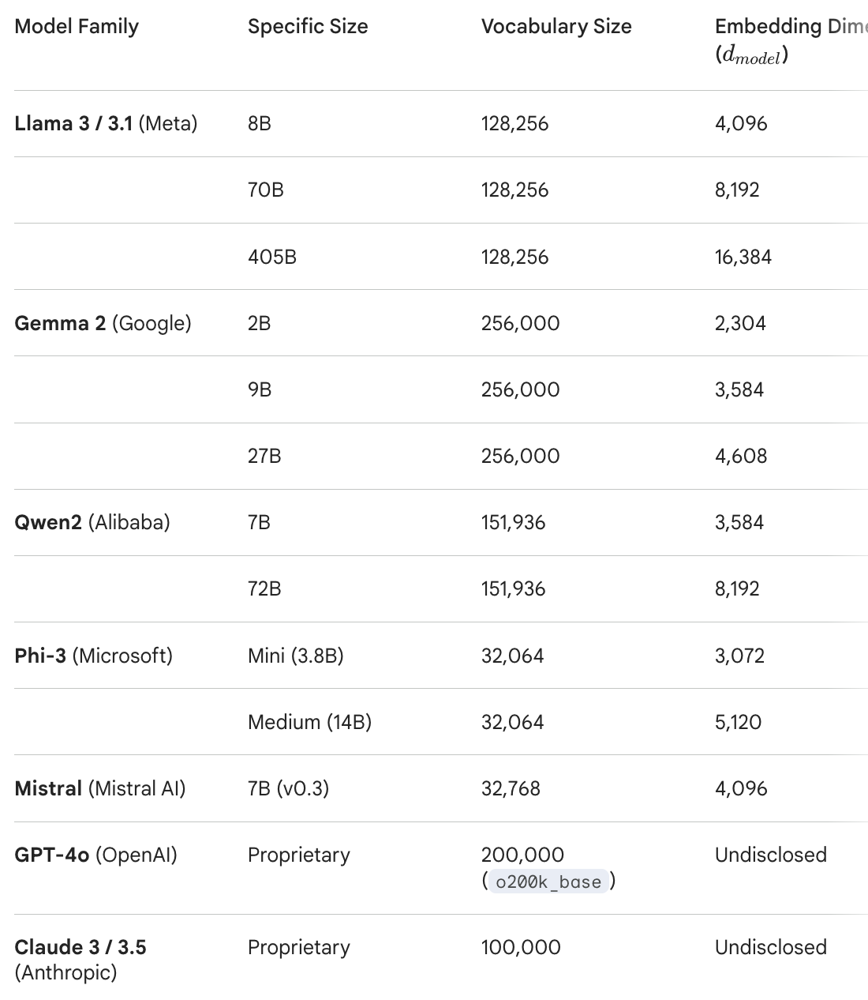 Model Family Specific Size Vocabulary Size Embedding Dime
(d_model)
Llama 3 / 3.1 (Meta) 8B 128,256 4,096
70B 128,256 8,192
405B 128,256 16,384
Gemma 2 (Google) 2B 256,000 2,304
9B 256,000 3,584
27B 256,000 4,608
Qwen2 (Alibaba) 7B 151,936 3,584
72B 151,936 8,192
Phi-3 (Microsoft) Mini (3.8B) 32,064 3,072
Medium (14B) 32,064 5,120
Mistral (Mistral AI) 7B (v0.3) 32,768 4,096
GPT-4o (OpenAI) Proprietary 200,000 Undisclosed
(o200k_base)
Claude 3 / 3.5 Proprietary 100,000 Undisclosed
(Anthropic)